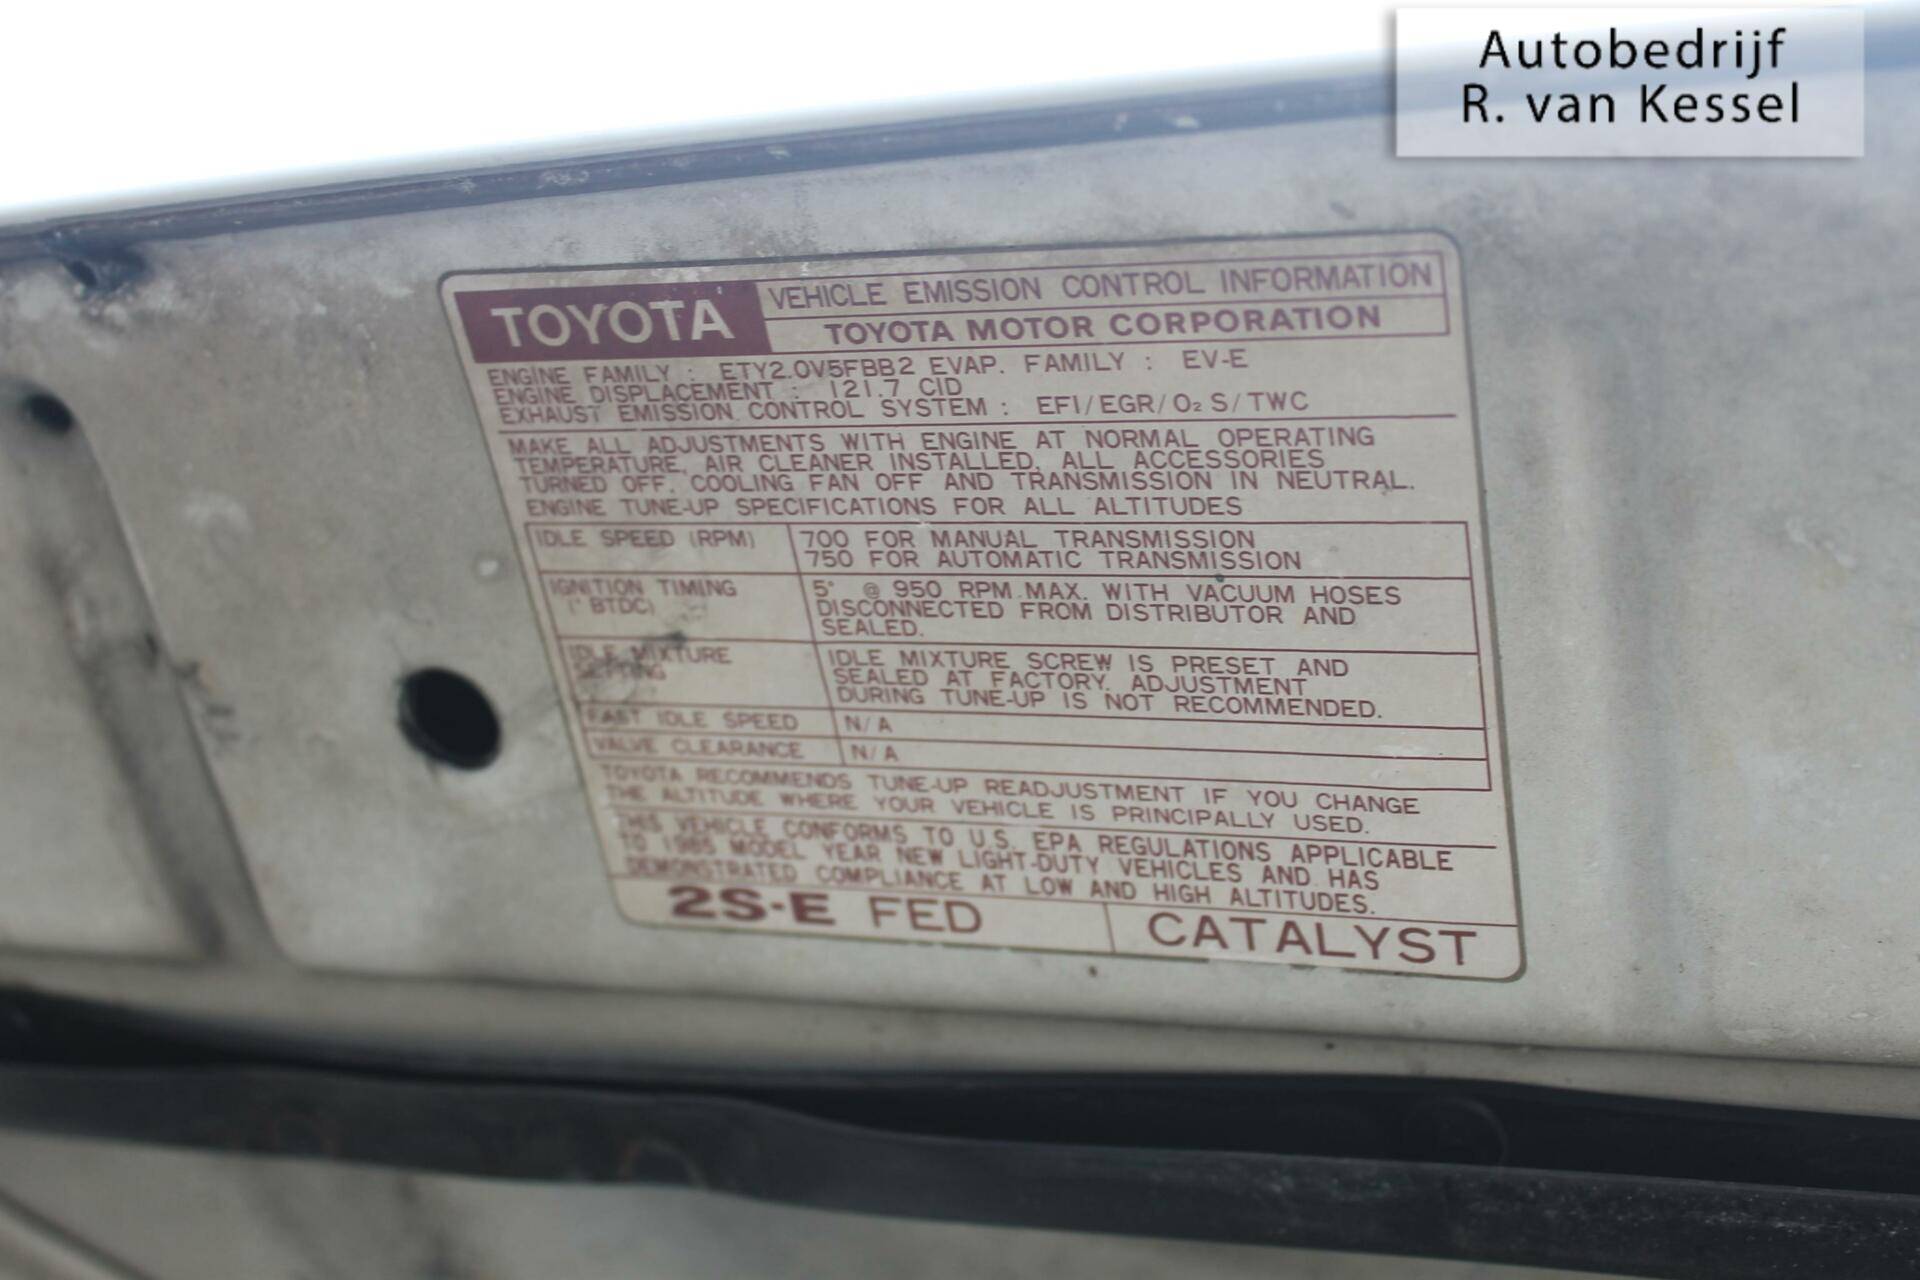 Autobedrijf
R. van Kessel
TOYOTA
VEHICLE EMISSION CONTROL INFORMATION
TOYOTA MOTOR CORPORATION
ENGINE FAMILY : ETY2.0V5FBB2 EVAP. FAMILY : EV-E
ENGINE DISPLACEMENT : 121.7 CID
EXHAUST EMISSION CONTROL SYSTEM : EFI/EGR/O₂ S/TWC
MAKE ALL ADJUSTMENTS WITH ENGINE AT NORMAL OPERATING
TEMPERATURE, AIR CLEANER INSTALLED, ALL ACCESSORIES
TURNED OFF, COOLING FAN OFF AND TRANSMISSION IN NEUTRAL.
ENGINE TUNE-UP SPECIFICATIONS FOR ALL ALTITUDES
IDLE SPEED (RPM)
700 FOR MANUAL TRANSMISSION
750 FOR AUTOMATIC TRANSMISSION
IGNITION TIMING
(° BTDC)
5° @ 950 RPM MAX. WITH VACUUM HOSES
DISCONNECTED FROM DISTRIBUTOR AND
SEALED.
IDLE MIXTURE
SETTING
IDLE MIXTURE SCREW IS PRESET AND
SEALED AT FACTORY. ADJUSTMENT
DURING TUNE-UP IS NOT RECOMMENDED.
FAST IDLE SPEED
N/A
VALVE CLEARANCE
N/A
TOYOTA RECOMMENDS TUNE-UP READJUSTMENT IF YOU CHANGE
THE ALTITUDE WHERE YOUR VEHICLE IS PRINCIPALLY USED.
THIS VEHICLE CONFORMS TO U.S. EPA REGULATIONS APPLICABLE
TO 1985 MODEL YEAR NEW LIGHT-DUTY VEHICLES AND HAS
DEMONSTRATED COMPLIANCE AT LOW AND HIGH ALTITUDES.
2S-E FED
CATALYST